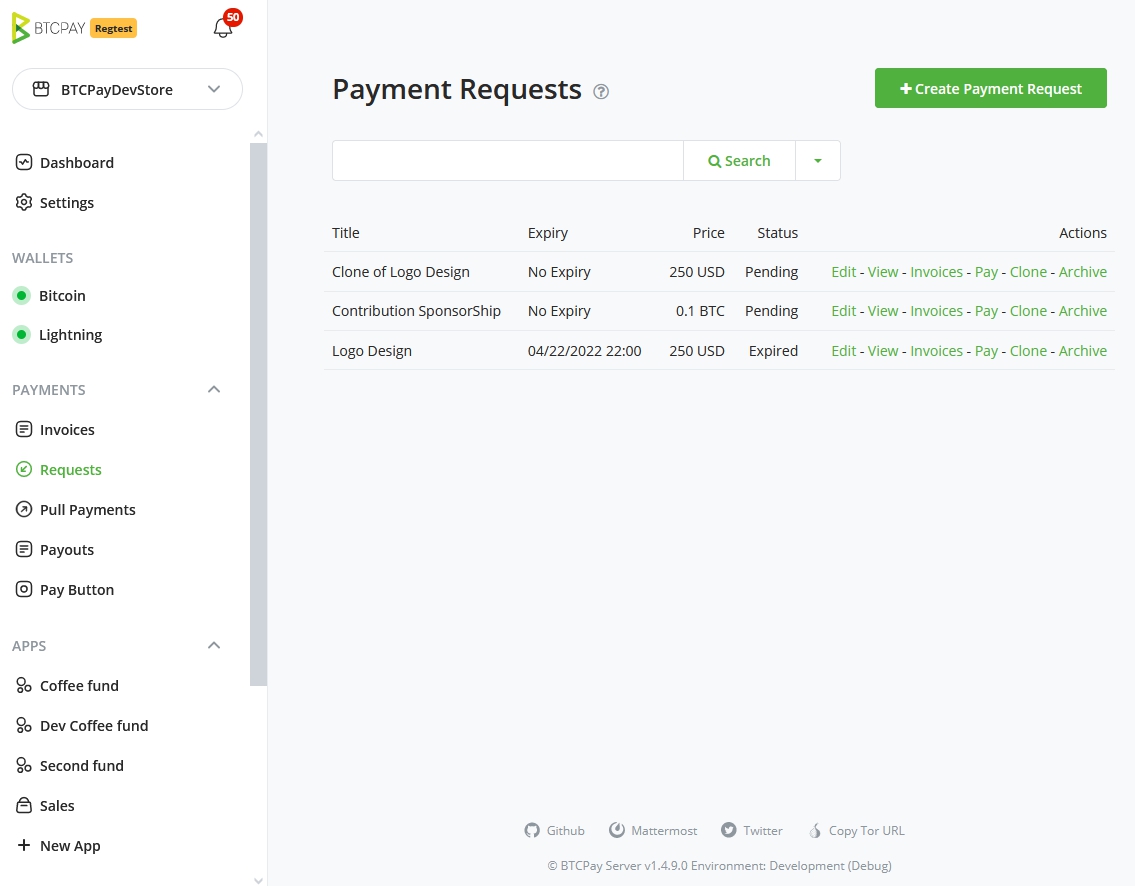 BTCPAY Regtest 50
BTCPayDevStore
Dashboard
Settings
WALLETS
Bitcoin
Lightning
PAYMENTS
Invoices
Requests
Pull Payments
Payouts
Pay Button
APPS
Coffee fund
Dev Coffee fund
Second fund
Sales
New App
Payment Requests
Create Payment Request
Search
Title Expiry Price Status Actions
Clone of Logo Design No Expiry 250 USD Pending Edit - View - Invoices - Pay - Clone - Archive
Contribution SponsorShip No Expiry 0.1 BTC Pending Edit - View - Invoices - Pay - Clone - Archive
Logo Design 04/22/2022 22:00 250 USD Expired Edit - View - Invoices - Pay - Clone - Archive
Github Mattermost Twitter Copy Tor URL
© BTCPay Server v1.4.9.0 Environment: Development (Debug)